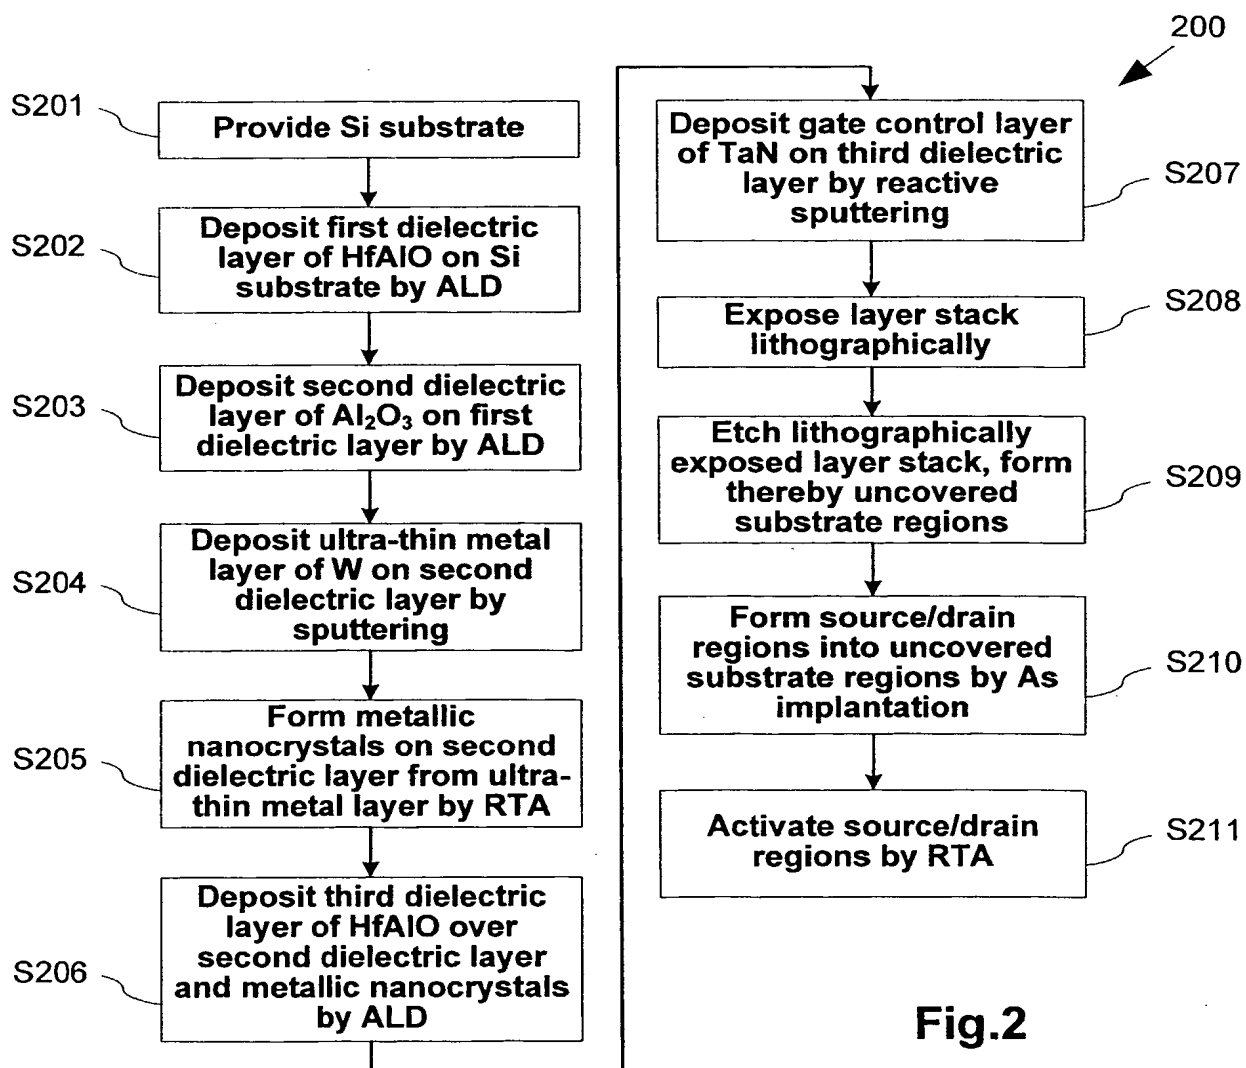 200
S201
Provide Si substrate
S202
Deposit first dielectric
layer of HfAlO on Si
substrate by ALD
S203
Deposit second dielectric
layer of Al₂O₃ on first
dielectric layer by ALD
S204
Deposit ultra-thin metal
layer of W on second
dielectric layer by
sputtering
S205
Form metallic
nanocrystals on second
dielectric layer from ultra-
thin metal layer by RTA
S206
Deposit third dielectric
layer of HfAlO over
second dielectric layer
and metallic nanocrystals
by ALD
Deposit gate control layer
of TaN on third dielectric
layer by reactive
sputtering
S207
Expose layer stack
lithographically
S208
Etch lithographically
exposed layer stack, form
thereby uncovered
substrate regions
S209
Form source/drain
regions into uncovered
substrate regions by As
implantation
S210
Activate source/drain
regions by RTA
S211
Fig.2